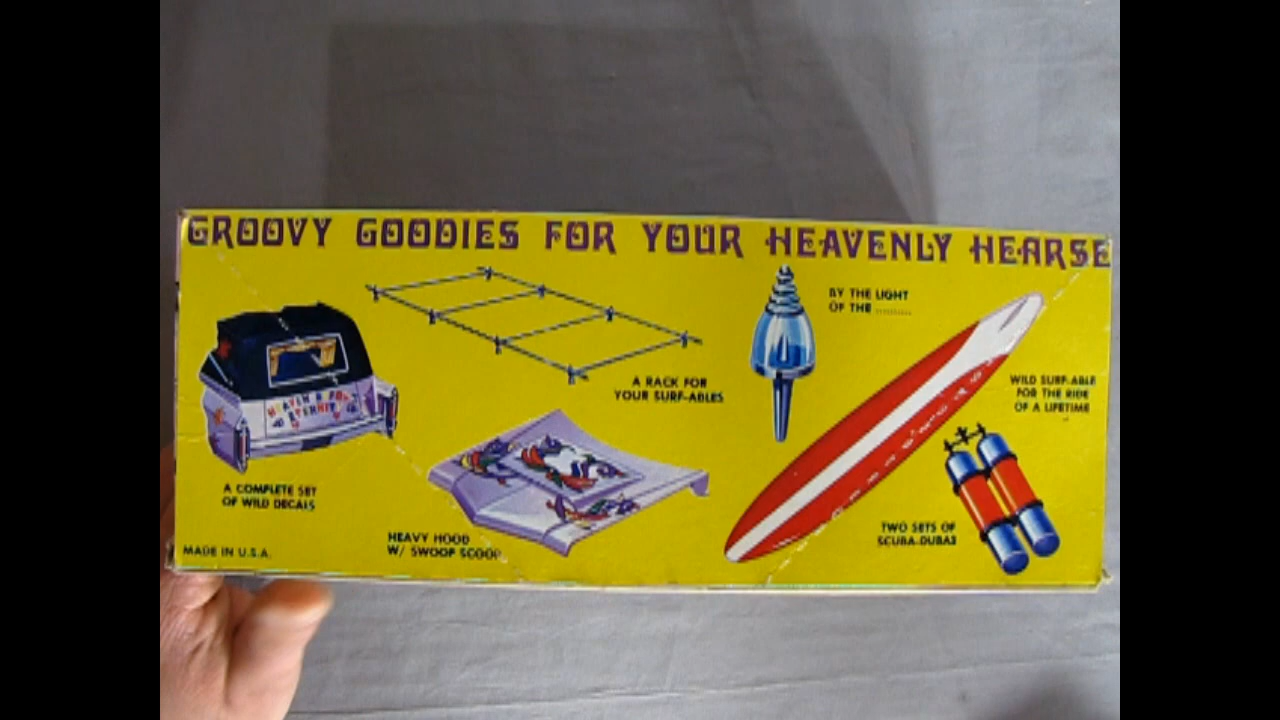 GROOVY GOODIES FOR YOUR HEAVENLY HEARSE
BY THE LIGHT
OF THE ..........
A RACK FOR
YOUR SURF-ABLES
WILD SURF-ABLE
FOR THE RIDE
OF A LIFETIME
A COMPLETE SET
OF WILD DECALS
HEAVY HOOD
W/ SWOOP SCOOP
TWO SETS OF
SCUBA-DUBAS
MADE IN U.S.A.